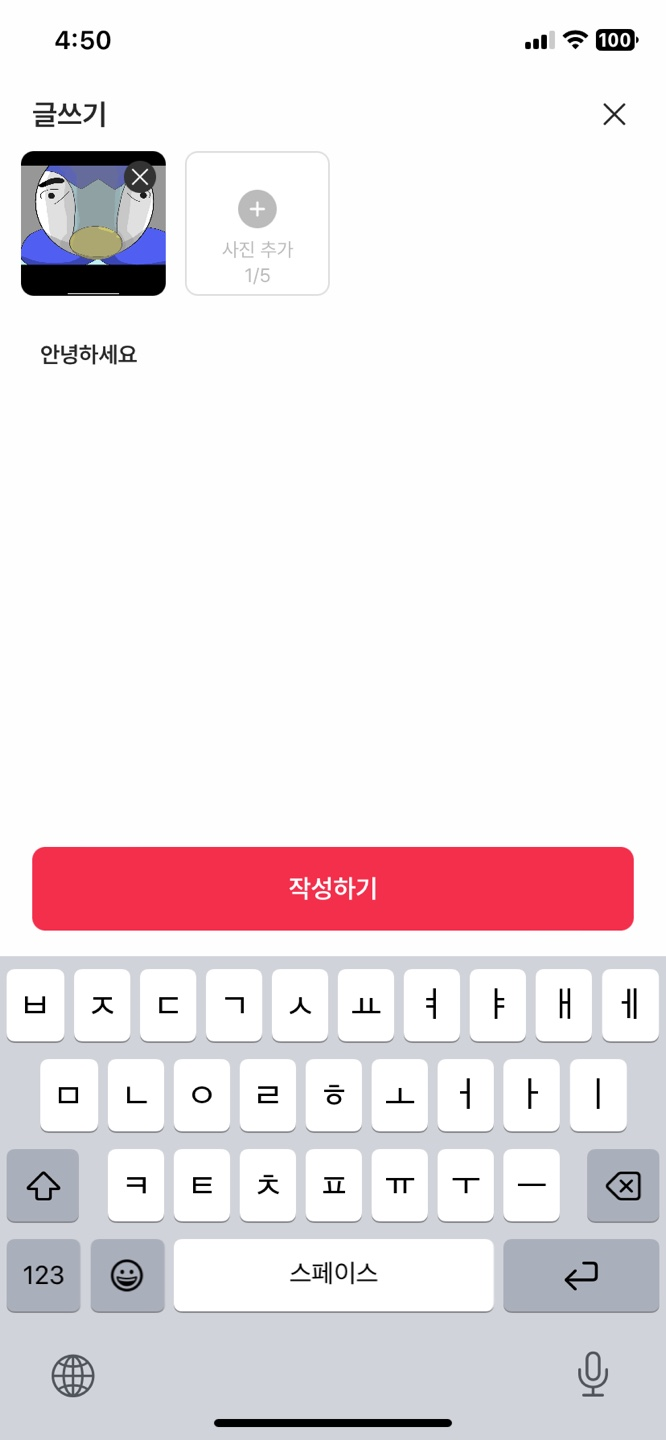 4:50
100
글쓰기
사진 추가
1/5
안녕하세요
작성하기
ㅂ ㅈ ㄷ ㄱ ㅅ ㅛ ㅕ ㅑ ㅐ ㅔ
ㅁ ㄴ ㅇ ㄹ ㅎ ㅗ ㅓ ㅏ ㅣ
ㅋ ㅌ ㅊ ㅍ ㅠ ㅜ ㅡ
123 스페이스